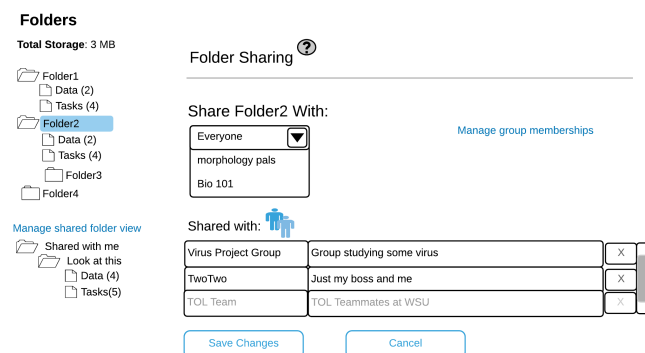 Folders
Total Storage: 3 MB
Folder1
Data (2)
Tasks (4)
Folder2
Data (2)
Tasks (4)
Folder3
Folder4
Manage shared folder view
Shared with me
Look at this
Data (4)
Tasks(5)
Folder Sharing ?
Share Folder2 With:
Everyone
morphology pals
Bio 101
Manage group memberships
Shared with:
Virus Project Group Group studying some virus X
TwoTwo Just my boss and me X
TOL Team TOL Teammates at WSU X
Save Changes Cancel